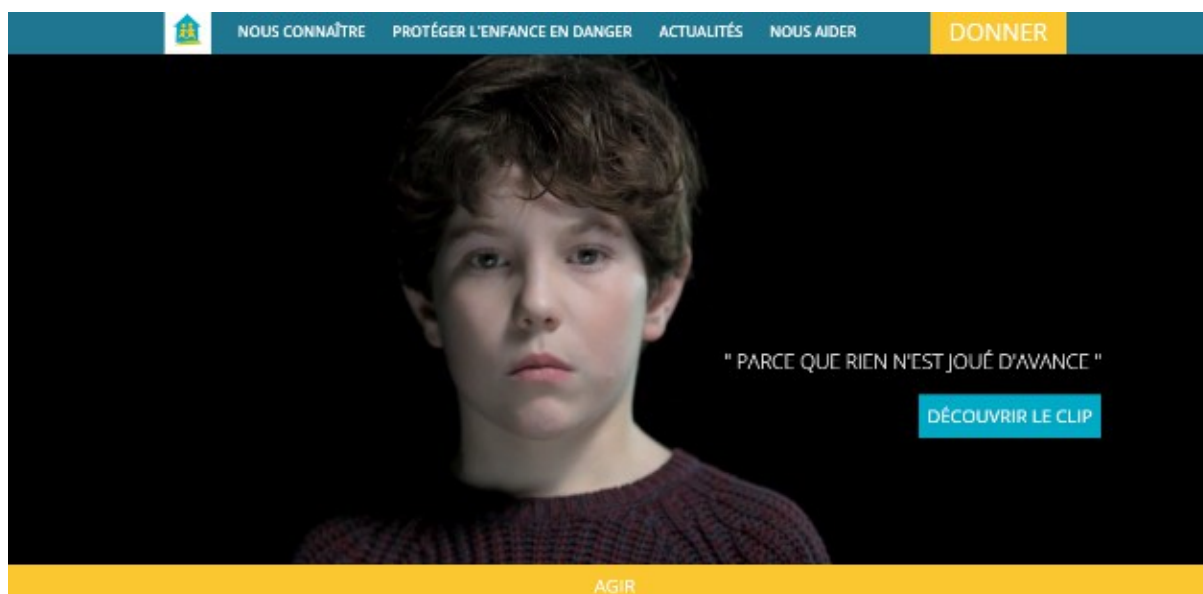 NOUS CONNAÎTRE PROTÉGER L'ENFANCE EN DANGER ACTUALITÉS NOUS AIDER DONNER
" PARCE QUE RIEN N'EST JOUÉ D'AVANCE "
DÉCOUVRIR LE CLIP
AGIR